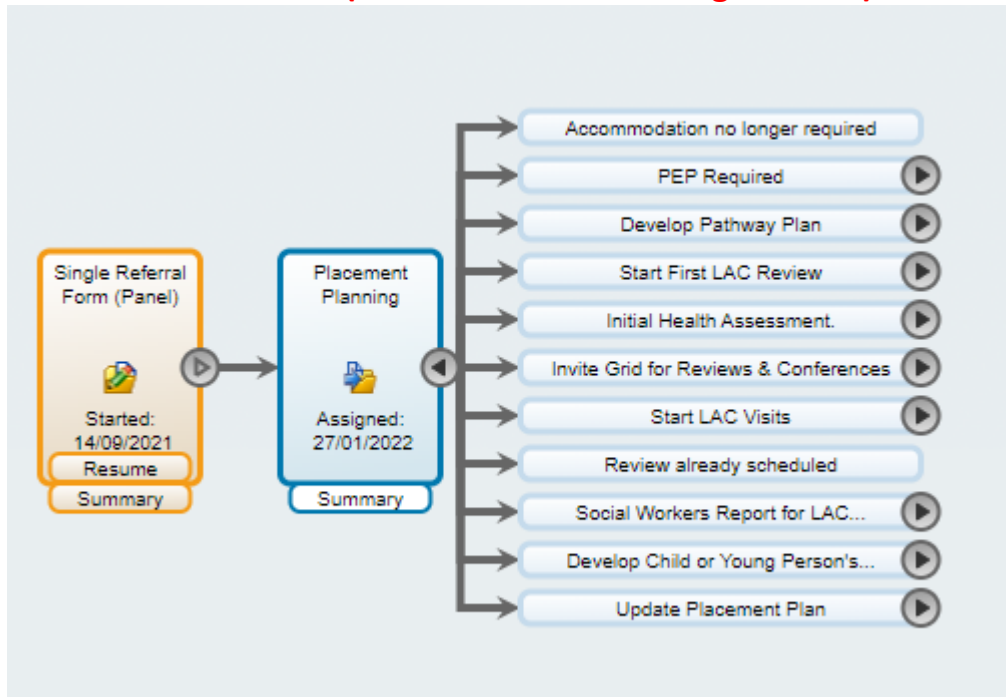 Single Referral
Form (Panel)
Started:
14/09/2021
Resume
Summary
Placement
Planning
Assigned:
27/01/2022
Summary
Accommodation no longer required
PEP Required
Develop Pathway Plan
Start First LAC Review
Initial Health Assessment.
Invite Grid for Reviews & Conferences
Start LAC Visits
Review already scheduled
Social Workers Report for LAC...
Develop Child or Young Person's...
Update Placement Plan